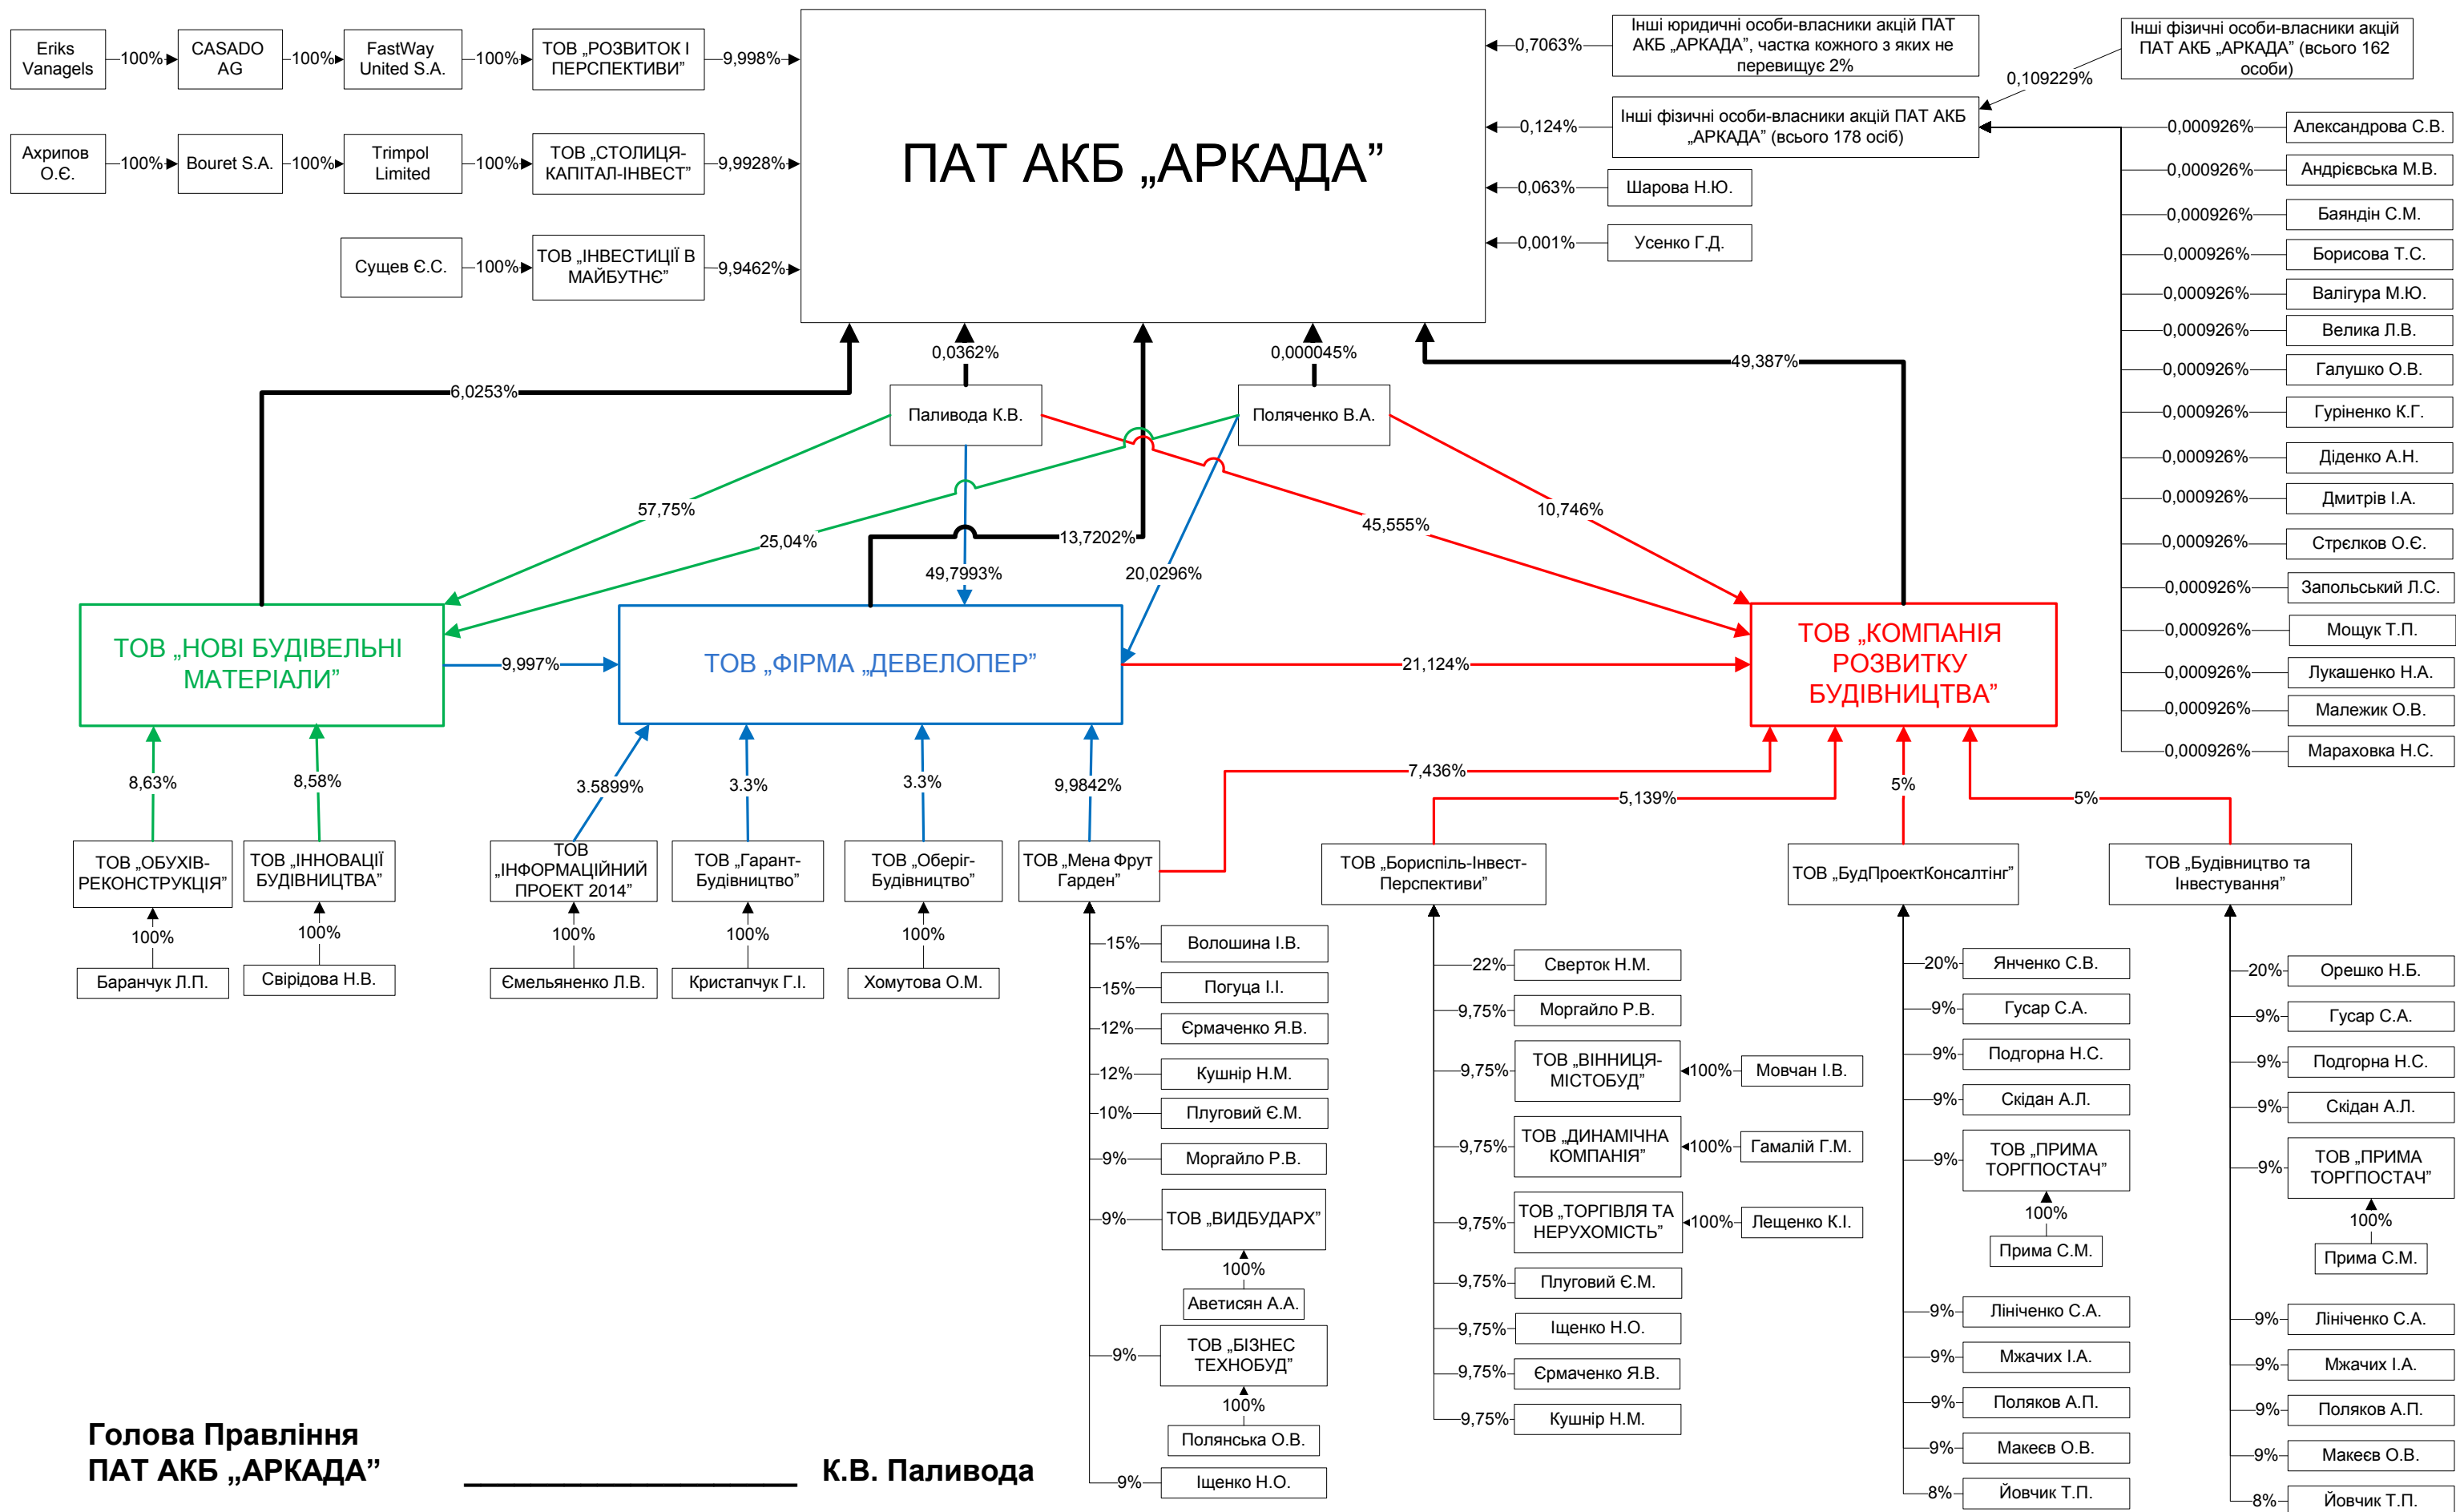 Eriks
Vanagels
100%
CASADO
AG
100%
FastWay
United S.A.
100%
ТОВ „РОЗВИТОК І
ПЕРСПЕКТИВИ”
9,998%
Ахрипов
О.Є.
100%
Bouret S.A.
100%
Trimpol
Limited
100%
ТОВ „СТОЛИЦЯ-
КАПІТАЛ-ІНВЕСТ”
9,9928%
Сущев Є.С.
100%
ТОВ „ІНВЕСТИЦІЇ В
МАЙБУТНЄ”
9,9462%
ПАТ АКБ „АРКАДА”
0,7063%
Інші юридичні особи-власники акцій ПАТ
АКБ „АРКАДА”, частка кожного з яких не
перевищує 2%
0,124%
Інші фізичні особи-власники акцій ПАТ АКБ
„АРКАДА” (всього 178 осіб)
0,063%
Шарова Н.Ю.
0,001%
Усенко Г.Д.
0,109229%
Інші фізичні особи-власники акцій
ПАТ АКБ „АРКАДА” (всього 162
особи)
0,000926%
Александрова С.В.
0,000926%
Андрієвська М.В.
0,000926%
Баяндін С.М.
0,000926%
Борисова Т.С.
0,000926%
Валігура М.Ю.
0,000926%
Велика Л.В.
0,000926%
Галушко О.В.
0,000926%
Гуріненко К.Г.
0,000926%
Діденко А.Н.
0,000926%
Дмитрів І.А.
0,000926%
Стрєлков О.Є.
0,000926%
Запольський Л.С.
0,000926%
Мощук Т.П.
0,000926%
Лукашенко Н.А.
0,000926%
Малежик О.В.
0,000926%
Мараховка Н.С.
6,0253%
0,0362%
0,000045%
49,387%
Паливода К.В.
Поляченко В.А.
57,75%
25,04%
13,7202%
49,7993%
20,0296%
45,555%
10,746%
ТОВ „НОВІ БУДІВЕЛЬНІ
МАТЕРІАЛИ”
9,997%
ТОВ „ФІРМА „ДЕВЕЛОПЕР”
21,124%
ТОВ „КОМПАНІЯ
РОЗВИТКУ
БУДІВНИЦТВА”
8,63%
8,58%
3.5899%
3.3%
3.3%
9,9842%
7,436%
5,139%
5%
5%
ТОВ „ОБУХІВ-
РЕКОНСТРУКЦІЯ”
100%
Баранчук Л.П.
ТОВ „ІННОВАЦІЇ
БУДІВНИЦТВА”
100%
Свірідова Н.В.
ТОВ
„ІНФОРМАЦІЙНИЙ
ПРОЕКТ 2014”
100%
Ємельяненко Л.В.
ТОВ „Гарант-
Будівництво”
100%
Кристапчук Г.І.
ТОВ „Оберіг-
Будівництво”
100%
Хомутова О.М.
ТОВ „Мена Фрут
Гарден”
15%
Волошина І.В.
15%
Погуца І.І.
12%
Єрмаченко Я.В.
12%
Кушнір Н.М.
10%
Плуговий Є.М.
9%
Моргайло Р.В.
9%
ТОВ „ВИДБУДАРХ”
100%
Аветисян А.А.
9%
ТОВ „БІЗНЕС
ТЕХНОБУД”
100%
Полянська О.В.
9%
Іщенко Н.О.
ТОВ „Бориспіль-Інвест-
Перспективи”
22%
Сверток Н.М.
9,75%
Моргайло Р.В.
9,75%
ТОВ „ВІННИЦЯ-
МІСТОБУД”
100%
Мовчан І.В.
9,75%
ТОВ „ДИНАМІЧНА
КОМПАНІЯ”
100%
Гамалій Г.М.
9,75%
ТОВ „ТОРГІВЛЯ ТА
НЕРУХОМІСТЬ”
100%
Лещенко К.І.
9,75%
Плуговий Є.М.
9,75%
Іщенко Н.О.
9,75%
Єрмаченко Я.В.
9,75%
Кушнір Н.М.
ТОВ „БудПроектКонсалтінг”
20%
Янченко С.В.
9%
Гусар С.А.
9%
Подгорна Н.С.
9%
Скідан А.Л.
9%
ТОВ „ПРИМА
ТОРГПОСТАЧ”
100%
Прима С.М.
9%
Лініченко С.А.
9%
Мжачих І.А.
9%
Поляков А.П.
9%
Макеєв О.В.
8%
Йовчик Т.П.
ТОВ „Будівництво та
Інвестування”
20%
Орешко Н.Б.
9%
Гусар С.А.
9%
Подгорна Н.С.
9%
Скідан А.Л.
9%
ТОВ „ПРИМА
ТОРГПОСТАЧ”
100%
Прима С.М.
9%
Лініченко С.А.
9%
Мжачих І.А.
9%
Поляков А.П.
9%
Макеєв О.В.
8%
Йовчик Т.П.
Голова Правління
ПАТ АКБ „АРКАДА” ____________________ К.В. Паливода